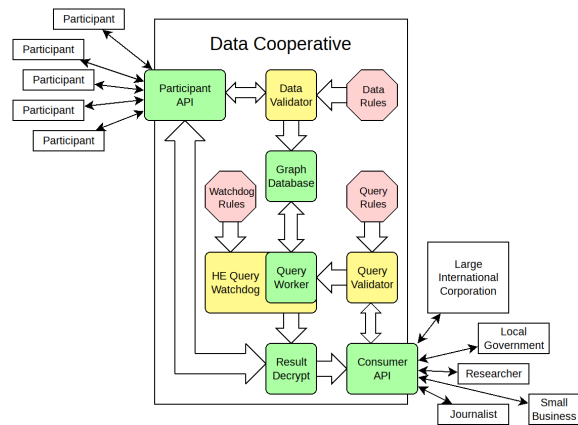 Participant
Data Cooperative
Participant
Participant
Participant
Participant
Participant
API
Data
Validator
Data
Rules
Graph
Database
Watchdog
Rules
Query
Rules
HE Query
Watchdog
Query
Worker
Query
Validator
Large
International
Corporation
Local
Government
Result
Decrypt
Consumer
API
Researcher
Small
Business
Journalist